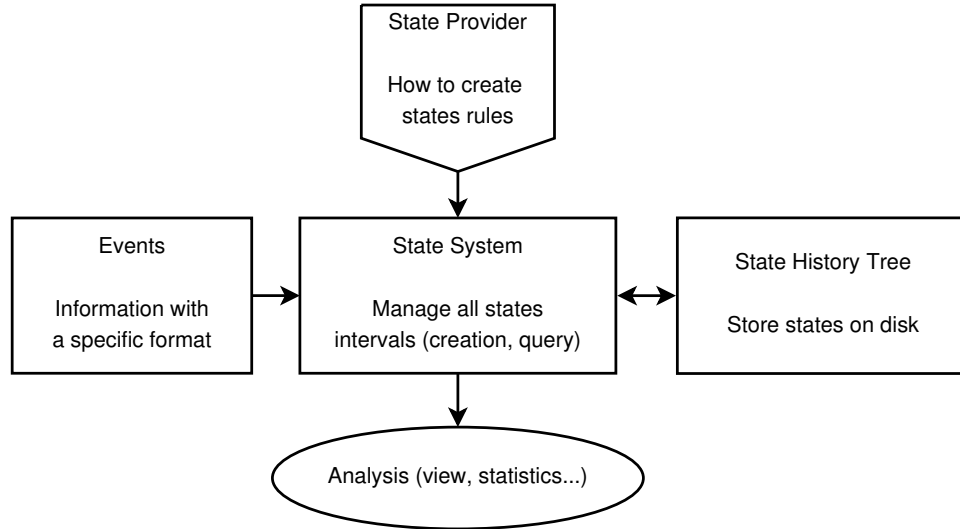 State Provider
How to create
states rules
Events
Information with
a specific format
State System
Manage all states
intervals (creation, query)
State History Tree
Store states on disk
Analysis (view, statistics...)